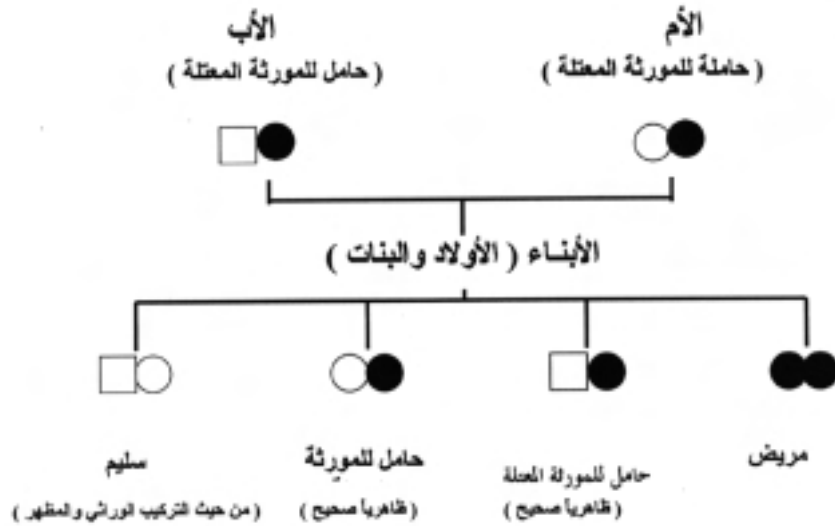 الأم
الأب
( حاملة للمورثة المعتلة )
( حامل للمورثة المعتلة )
الأبنـاء ( الأولاد والبنات )
مريض
حامل للمورثة المعتلة
( ظاهرياً صحيح )
حامل للمورثة
( ظاهرياً صحيح )
سليم
( من حيث التركيب الوراثي والمظهر )